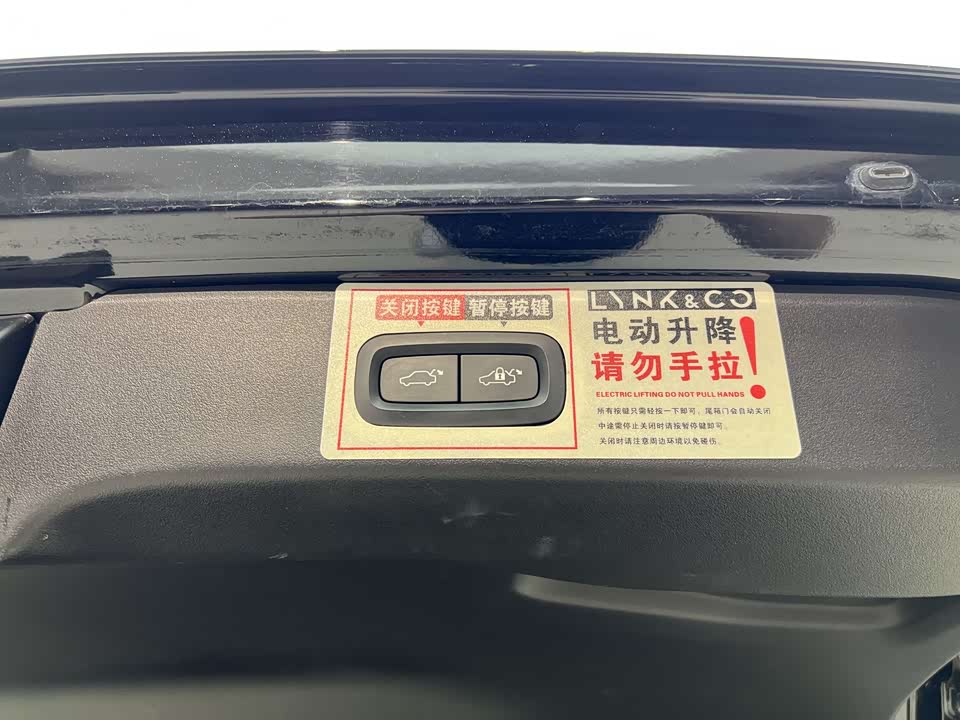 关闭按键 暂停按键
LYNK&CO
电动升降
请勿手拉!
ELECTRIC LIFTING DO NOT PULL HANDS
所有按键只需轻按一下即可，尾箱门会自动关闭
中途需停止关闭时请按暂停键即可。
关闭时请注意周边环境以免碰伤。